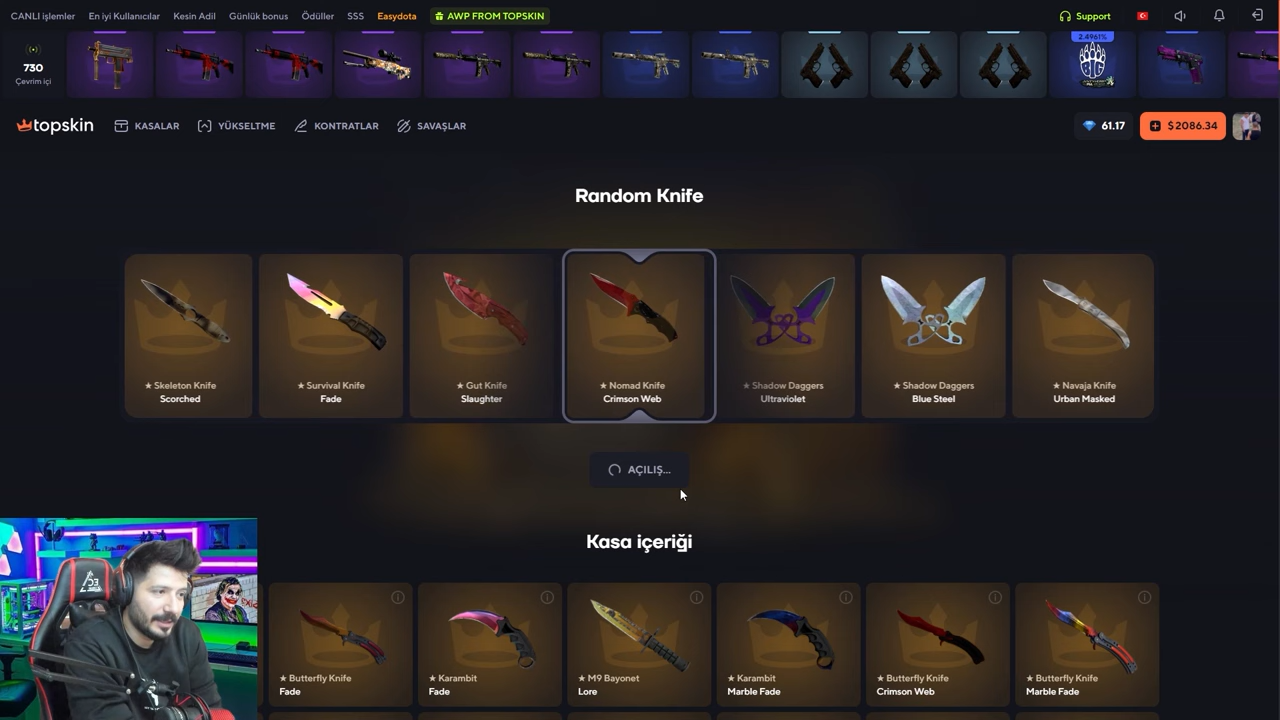 CANLI işlemler
En iyi Kullanıcılar
Kesin Adil
Günlük bonus
Ödüller
SSS
Easydota
AWP FROM TOPSKIN
Support
730
Çevrim içi
2.4961%
topskin
KASALAR
YÜKSELTME
KONTRATLAR
SAVAŞLAR
61.17
$2086.34
Random Knife
★ Skeleton Knife
Scorched
★ Survival Knife
Fade
★ Gut Knife
Slaughter
★ Nomad Knife
Crimson Web
★ Shadow Daggers
Ultraviolet
★ Shadow Daggers
Blue Steel
★ Navaja Knife
Urban Masked
AÇILIŞ...
Kasa içeriği
★ Butterfly Knife
Fade
★ Karambit
Fade
★ M9 Bayonet
Lore
★ Karambit
Marble Fade
★ Butterfly Knife
Crimson Web
★ Butterfly Knife
Marble Fade